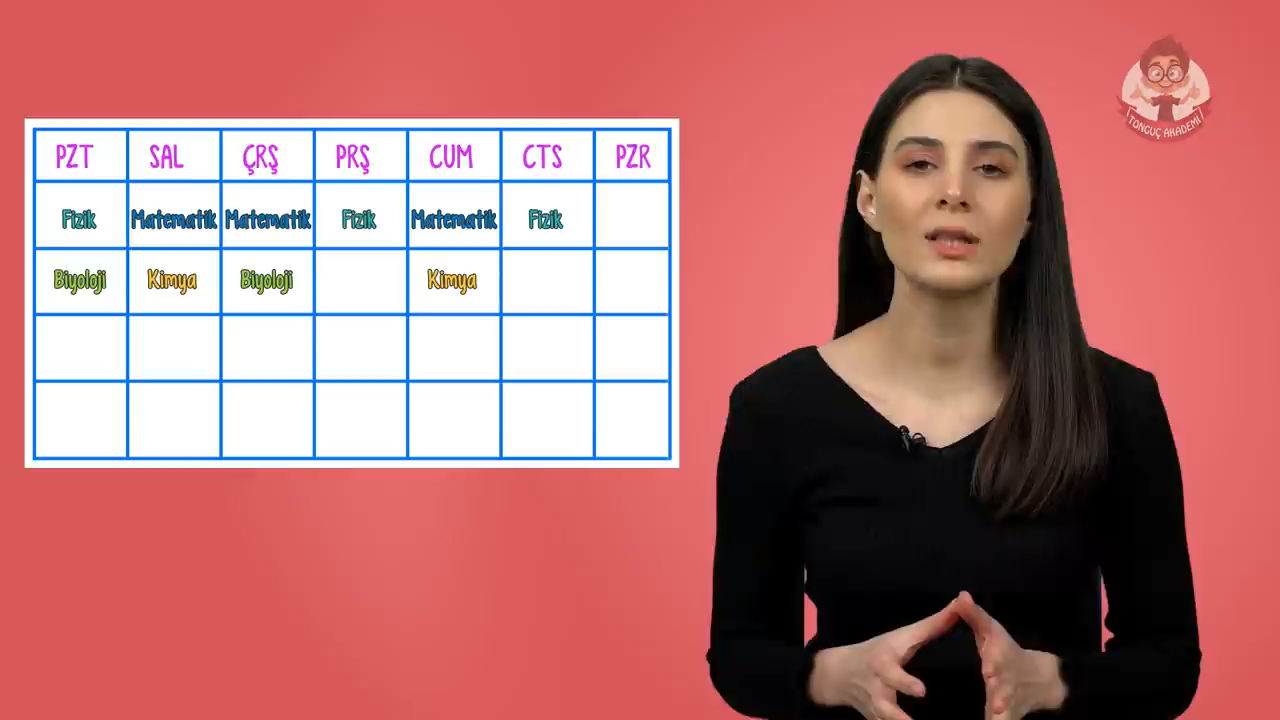 PZT SAL ÇRŞ PRŞ CUM CTS PZR
Fizik Matematik Matematik Fizik Matematik Fizik
Biyoloji Kimya Biyoloji Kimya
TONGUÇ AKADEMİ